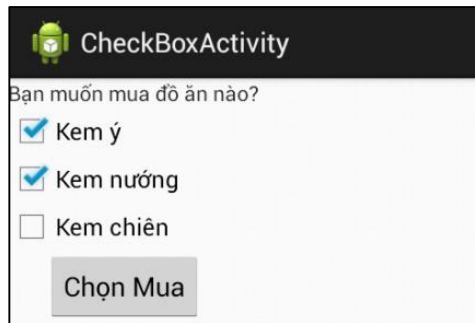 CheckBoxActivity
Bạn muốn mua đồ ăn nào?
Kem ý
Kem nướng
Kem chiên
Chọn Mua